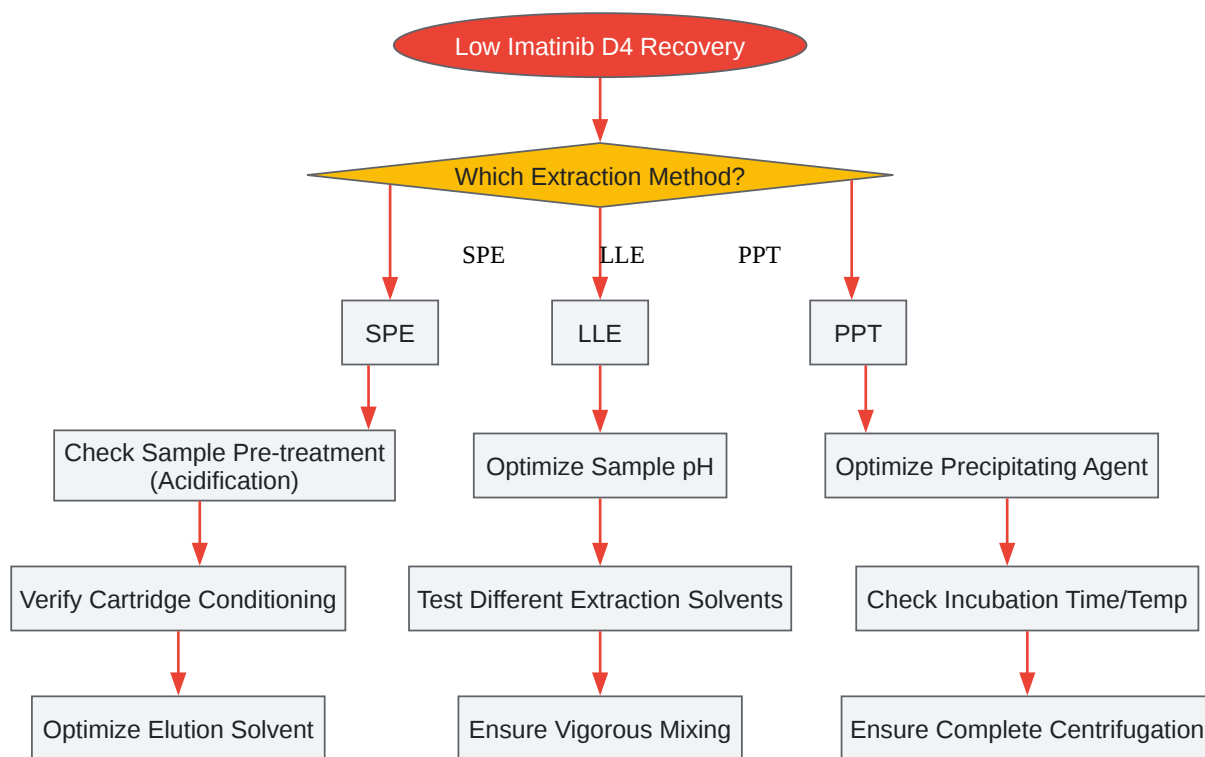 Low Imatinib D4 Recovery
Which Extraction Method?
SPE
LLE
PPT
SPE
LLE
PPT
Check Sample Pre-treatment
(Acidification)
Optimize Sample pH
Optimize Precipitating Agent
Verify Cartridge Conditioning
Test Different Extraction Solvents
Check Incubation Time/Temp
Optimize Elution Solvent
Ensure Vigorous Mixing
Ensure Complete Centrifugation